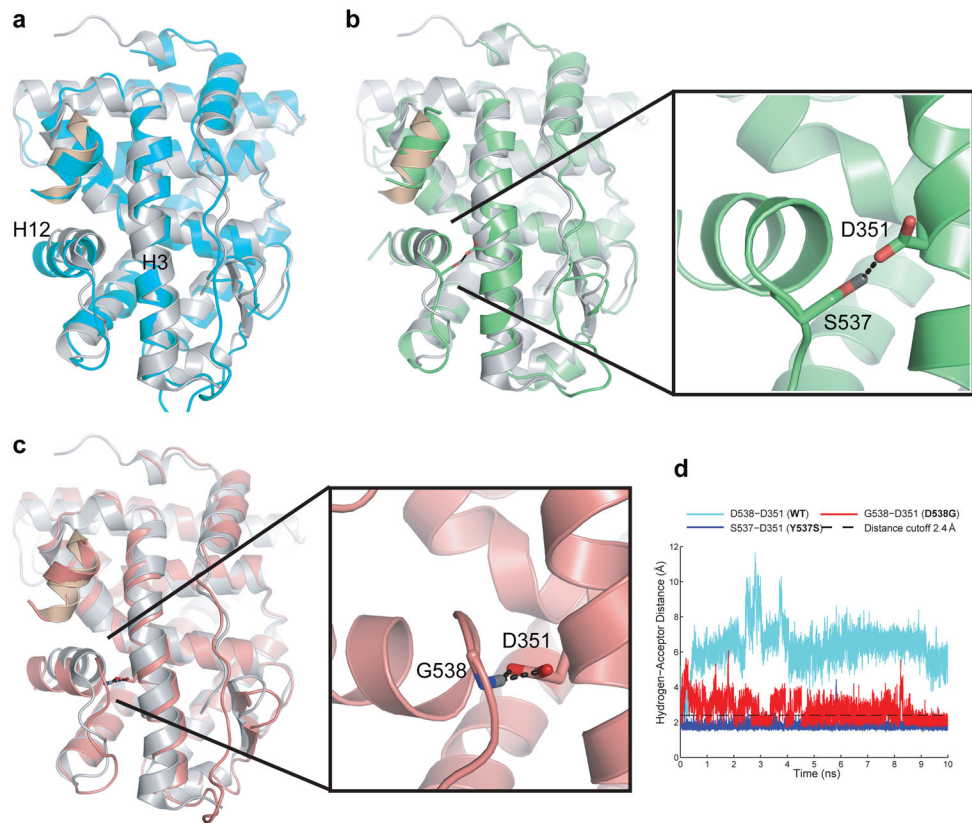 a
b
H12
H3
D351
S537
c
G538
D351
d
D538−D351 (WT)
G538−D351 (D538G)
S537−D351 (Y537S)
Distance cutoff 2.4 Å
Hydrogen−Acceptor Distance (Å)
12
10
8
6
4
2
0
0 1 2 3 4 5 6 7 8 9 10
Time (ns)